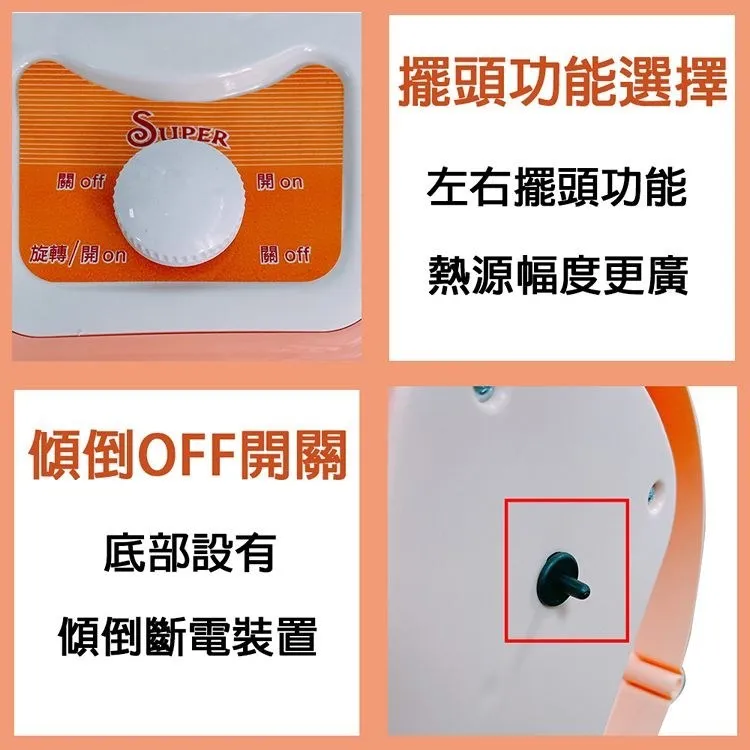 SUPER
關 off
開 on
旋轉/開 on
關 off
擺頭功能選擇
左右擺頭功能
熱源幅度更廣
傾倒OFF開關
底部設有
傾倒斷電裝置